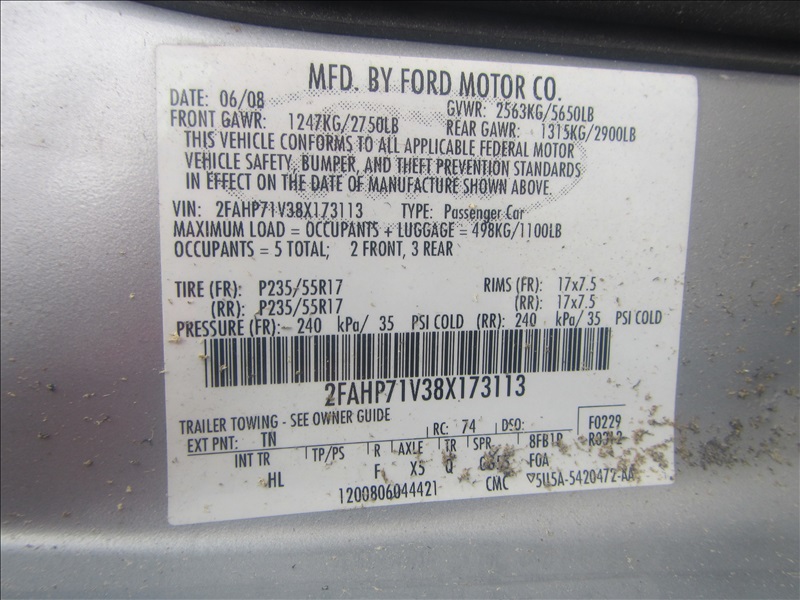 MFD. BY FORD MOTOR CO.
DATE: 06/08 GVWR: 2563KG/5650LB
FRONT GAWR: 1247KG/2750LB REAR GAWR: 1315KG/2900LB
THIS VEHICLE CONFORMS TO ALL APPLICABLE FEDERAL MOTOR
VEHICLE SAFETY, BUMPER, AND THEFT PREVENTION STANDARDS
IN EFFECT ON THE DATE OF MANUFACTURE SHOWN ABOVE.
VIN: 2FAHP71V38X173113 TYPE: Passenger Car
MAXIMUM LOAD = OCCUPANTS + LUGGAGE = 498KG/1100LB
OCCUPANTS = 5 TOTAL; 2 FRONT, 3 REAR
TIRE (FR): P235/55R17 RIMS (FR): 17x7.5
(RR): P235/55R17 (RR): 17x7.5
PRESSURE (FR): 240 kPa/ 35 PSI COLD (RR): 240 kPa/ 35 PSI COLD
2FAHP71V38X173113
TRAILER TOWING - SEE OWNER GUIDE
EXT PNT: TN RC: 74 DSO: F0229
INT TR TP/PS R AXLE TR SPR 8FB1P R0312
HL F X5 Q FOA
1200806044421 CMC 5U5A-5420472-AA